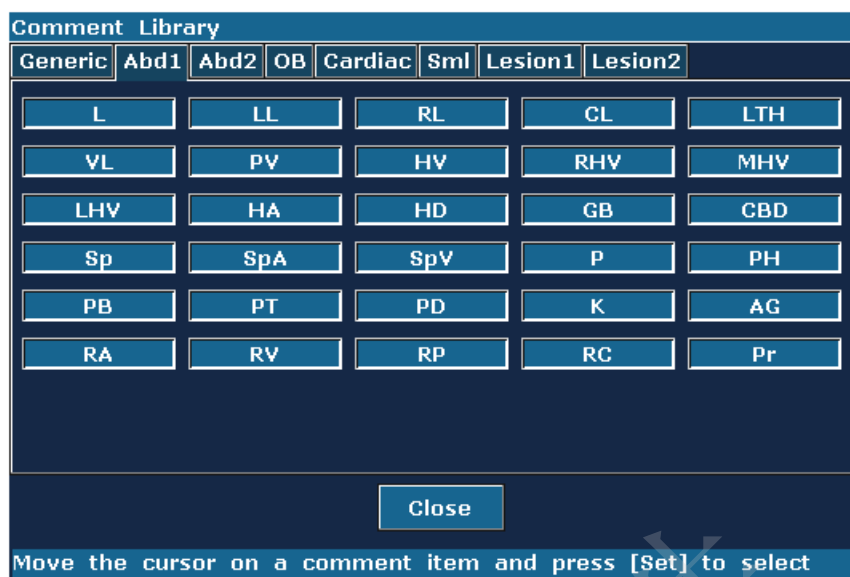 Comment Library
Generic Abd1 Abd2 OB Cardiac Sml Lesion1 Lesion2
L LL RL CL LTH
VL PV HV RHV MHV
LHV HA HD GB CBD
Sp SpA SpV P PH
PB PT PD K AG
RA RV RP RC Pr
Close
Move the cursor on a comment item and press [Set] to select